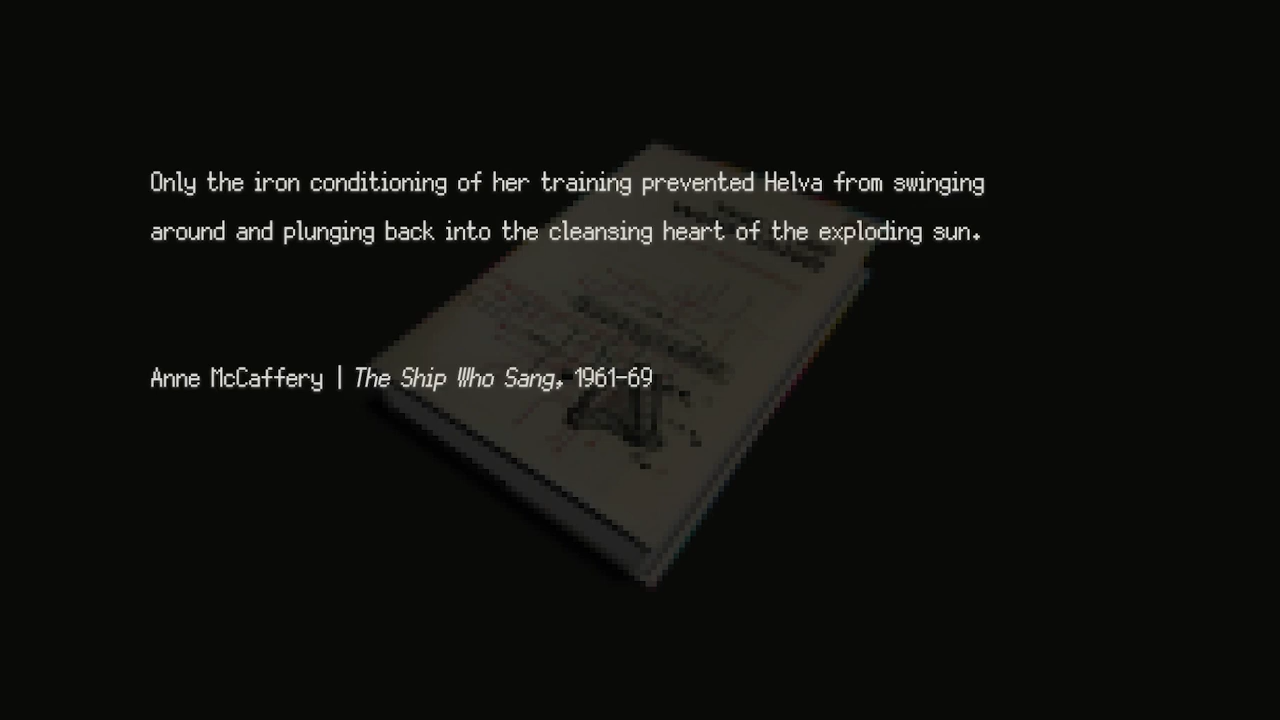 Only the iron conditioning of her training prevented Helva from swinging
around and plunging back into the cleansing heart of the exploding sun.
Anne McCaffery | The Ship Who Sang, 1961-69